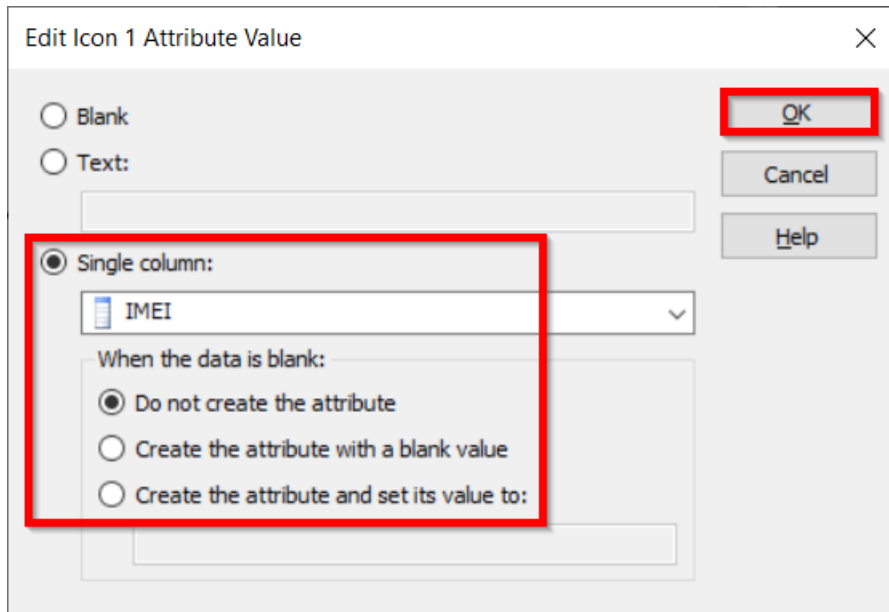 Edit Icon 1 Attribute Value
Blank
OK
Text:
Cancel
Help
Single column:
IMEI
When the data is blank:
Do not create the attribute
Create the attribute with a blank value
Create the attribute and set its value to: